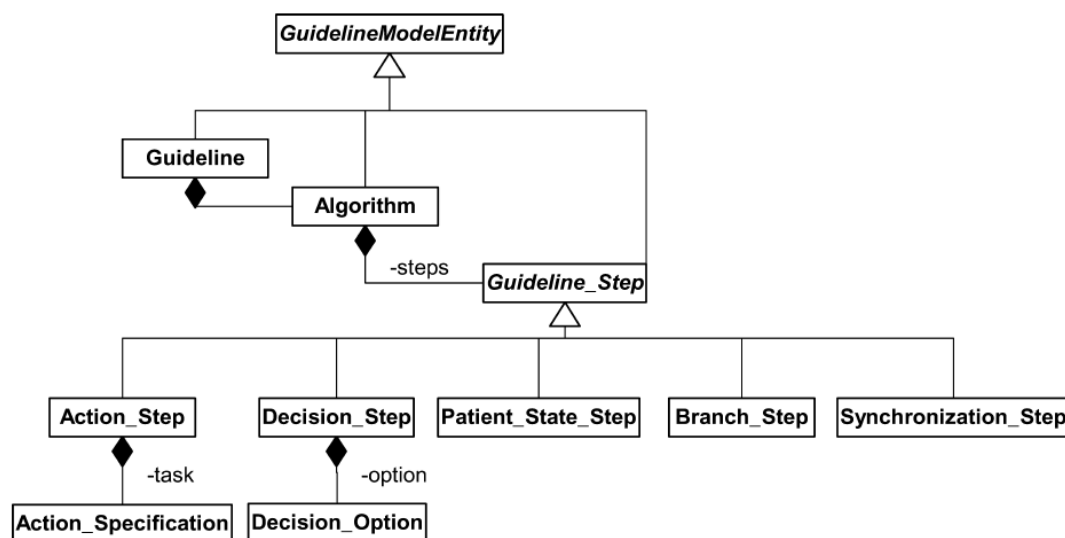 GuidelineModelEntity
Guideline
Algorithm
-steps
Guideline_Step
Action_Step
Decision_Step
Patient_State_Step
Branch_Step
Synchronization_Step
-task
-option
Action_Specification
Decision_Option